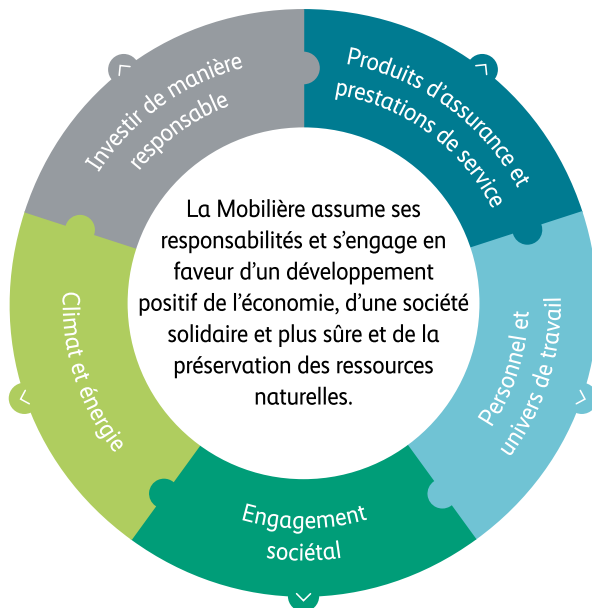 Investir de manière
responsable
Produits d'assurance et
prestations de service
La Mobilière assume ses
responsabilités et s'engage en
faveur d'un développement
positif de l'économie, d'une société
solidaire et plus sûre et de la
préservation des ressources
naturelles.
Climat et énergie
Personnel et
univers de travail
Engagement
sociétal